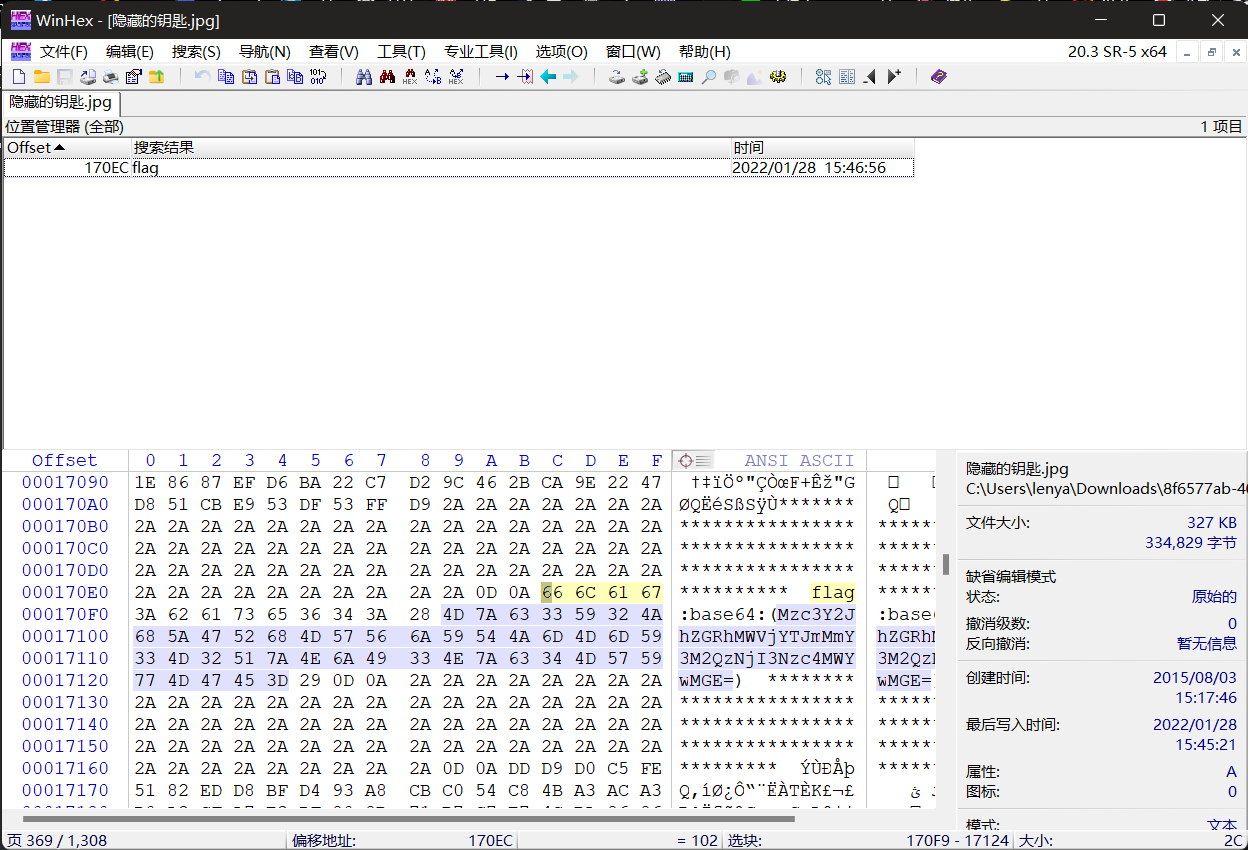 WinHex - [隐藏的钥匙.jpg]
文件(F) 编辑(E) 搜索(S) 导航(N) 查看(V) 工具(T) 专业工具(I) 选项(O) 窗口(W) 帮助(H) 20.3 SR-5 x64
隐藏的钥匙.jpg
位置管理器 (全部) 1 项目
Offset 搜索结果 时间
170EC flag 2022/01/28 15:46:56
Offset 0 1 2 3 4 5 6 7 8 9 A B C D E F ANSI ASCII
00017090 1E 86 87 EF D6 BA 22 C7 D2 9C 46 2B CA 9E 22 47 †‡ïÖº"ÇÒœF+Êž"G
000170A0 D8 51 CB E9 53 DF 53 FF D9 2A 2A 2A 2A 2A 2A 2A ØQËéSßSÿÙ******* Q
000170B0 2A 2A 2A 2A 2A 2A 2A 2A 2A 2A 2A 2A 2A 2A 2A 2A **************** ******
000170C0 2A 2A 2A 2A 2A 2A 2A 2A 2A 2A 2A 2A 2A 2A 2A 2A **************** ******
000170D0 2A 2A 2A 2A 2A 2A 2A 2A 2A 2A 2A 2A 2A 2A 2A 2A **************** ******
000170E0 2A 2A 2A 2A 2A 2A 2A 2A 2A 2A 0D 0A 66 6C 61 67 ********** flag ******
000170F0 3A 62 61 73 65 36 34 3A 28 4D 7A 63 33 59 32 4A :base64:(Mzc3Y2J :base6
00017100 68 5A 47 52 68 4D 57 56 6A 59 54 4A 6D 4D 6D 59 hZGRhMWVjYTJmMmY hZGRhM
00017110 33 4D 32 51 7A 4E 6A 49 33 4E 7A 63 34 4D 57 59 3M2QzNjI3Nzc4MWY 3M2Qz
00017120 77 4D 47 45 3D 29 0D 0A 2A 2A 2A 2A 2A 2A 2A 2A wMGE=) ******** wMGE=
00017130 2A 2A 2A 2A 2A 2A 2A 2A 2A 2A 2A 2A 2A 2A 2A 2A **************** ******
00017140 2A 2A 2A 2A 2A 2A 2A 2A 2A 2A 2A 2A 2A 2A 2A 2A **************** ******
00017150 2A 2A 2A 2A 2A 2A 2A 2A 2A 2A 2A 2A 2A 2A 2A 2A **************** ******
00017160 2A 2A 2A 2A 2A 2A 2A 2A 2A 0D 0A DD D9 D0 C5 FE ********* ÝÙÐÅþ ******
00017170 51 82 ED D8 BF D4 93 A8 CB C0 54 C8 4B A3 AC A3 Q‚íØ¿Ô“¨ËÀTÈK£¬£
隐藏的钥匙.jpg
C:\Users\lenya\Downloads\8f6577ab-40
文件大小: 327 KB
334,829 字节
缺省编辑模式
状态: 原始的
撤消级数: 0
反向撤消: 暂无信息
创建时间: 2015/08/03
15:17:46
最后写入时间: 2022/01/28
15:45:21
属性: A
图标: 0
模式: 文本
页 369 / 1,308 偏移地址: 170EC = 102 选块: 170F9 - 17124 大小: 2C